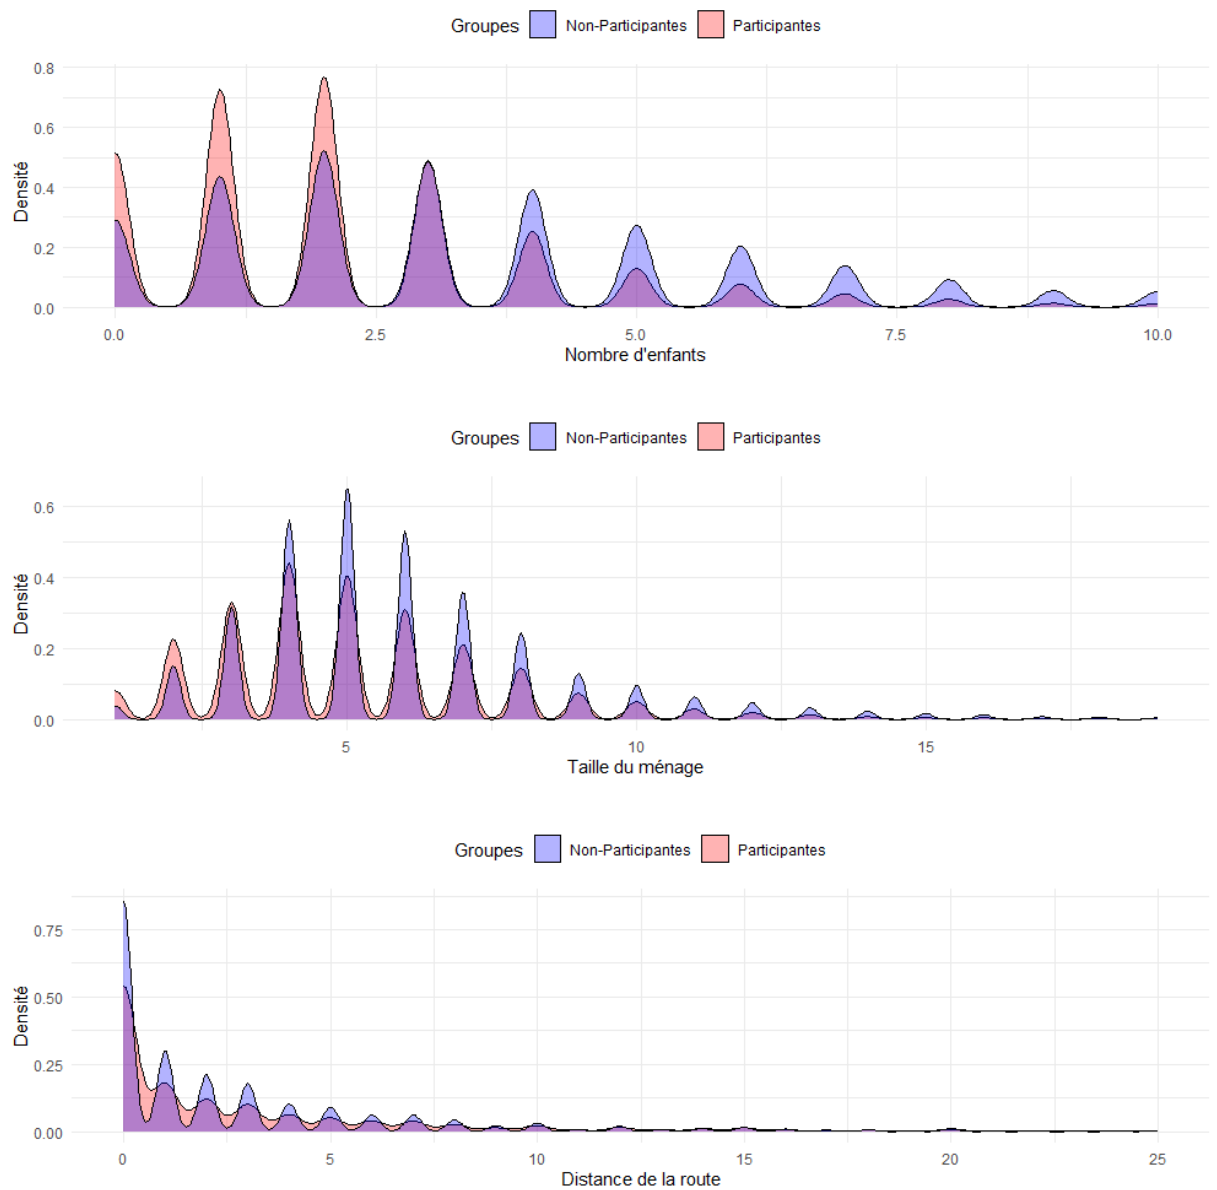 Groupes Non-Participantes Participantes
0.8
0.6
0.4
0.2
0.0
Densité
0.0 2.5 5.0 7.5 10.0
Nombre d'enfants
Groupes Non-Participantes Participantes
0.6
0.4
0.2
0.0
Densité
5 10 15
Taille du ménage
Groupes Non-Participantes Participantes
0.75
0.50
0.25
0.00
Densité
0 5 10 15 20 25
Distance de la route